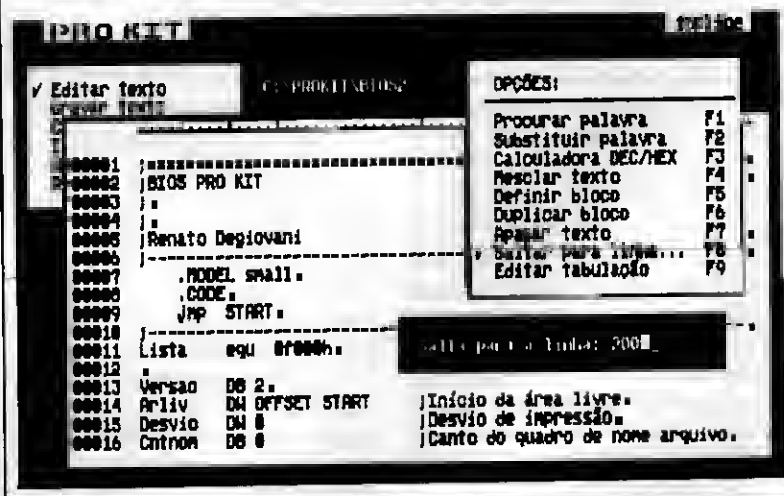 PRO KIT
✓ Editar texto
Gravar texto
C:\PROKIT\BIOS2
OPÇÕES:
Procurar palavra F1
Substituir palavra F2
Calculadora DEC/HEX F3
Mesclar texto F4
Definir bloco F5
Duplicar bloco F6
Apagar texto F7
Saltar para linha... F8
Editar tabulação F9
00001
00002 ;BIOS PRO KIT
00003 ;
00004 ;
00005 ;Renato Degiovani
00006 ;
00007 .MODEL small
00008 .CODE
00009 jmp START
00010 ;
00011 Lista equ 0f000h
Salta para a linha: 200
00012
00013 Versao DB 2
00014 Arliv DW OFFSET START ;Início da área livre.
00015 Desvio DW 0 ;Desvio de impressão.
00016 Cntnom DB 0 ;Canto do quadro de nome arquivo.